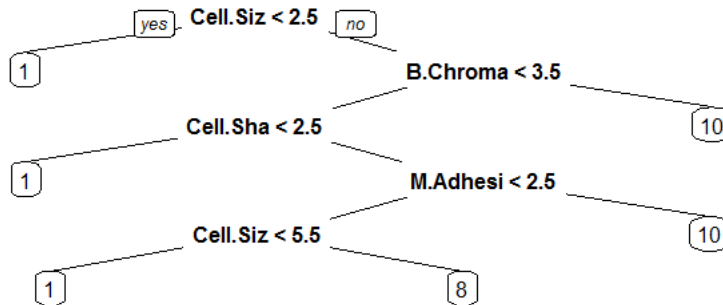 yes Cell.Siz < 2.5 no
1 B.Chroma < 3.5
Cell.Sha < 2.5 10
1 M.Adhesi < 2.5
Cell.Siz < 5.5 10
1 8